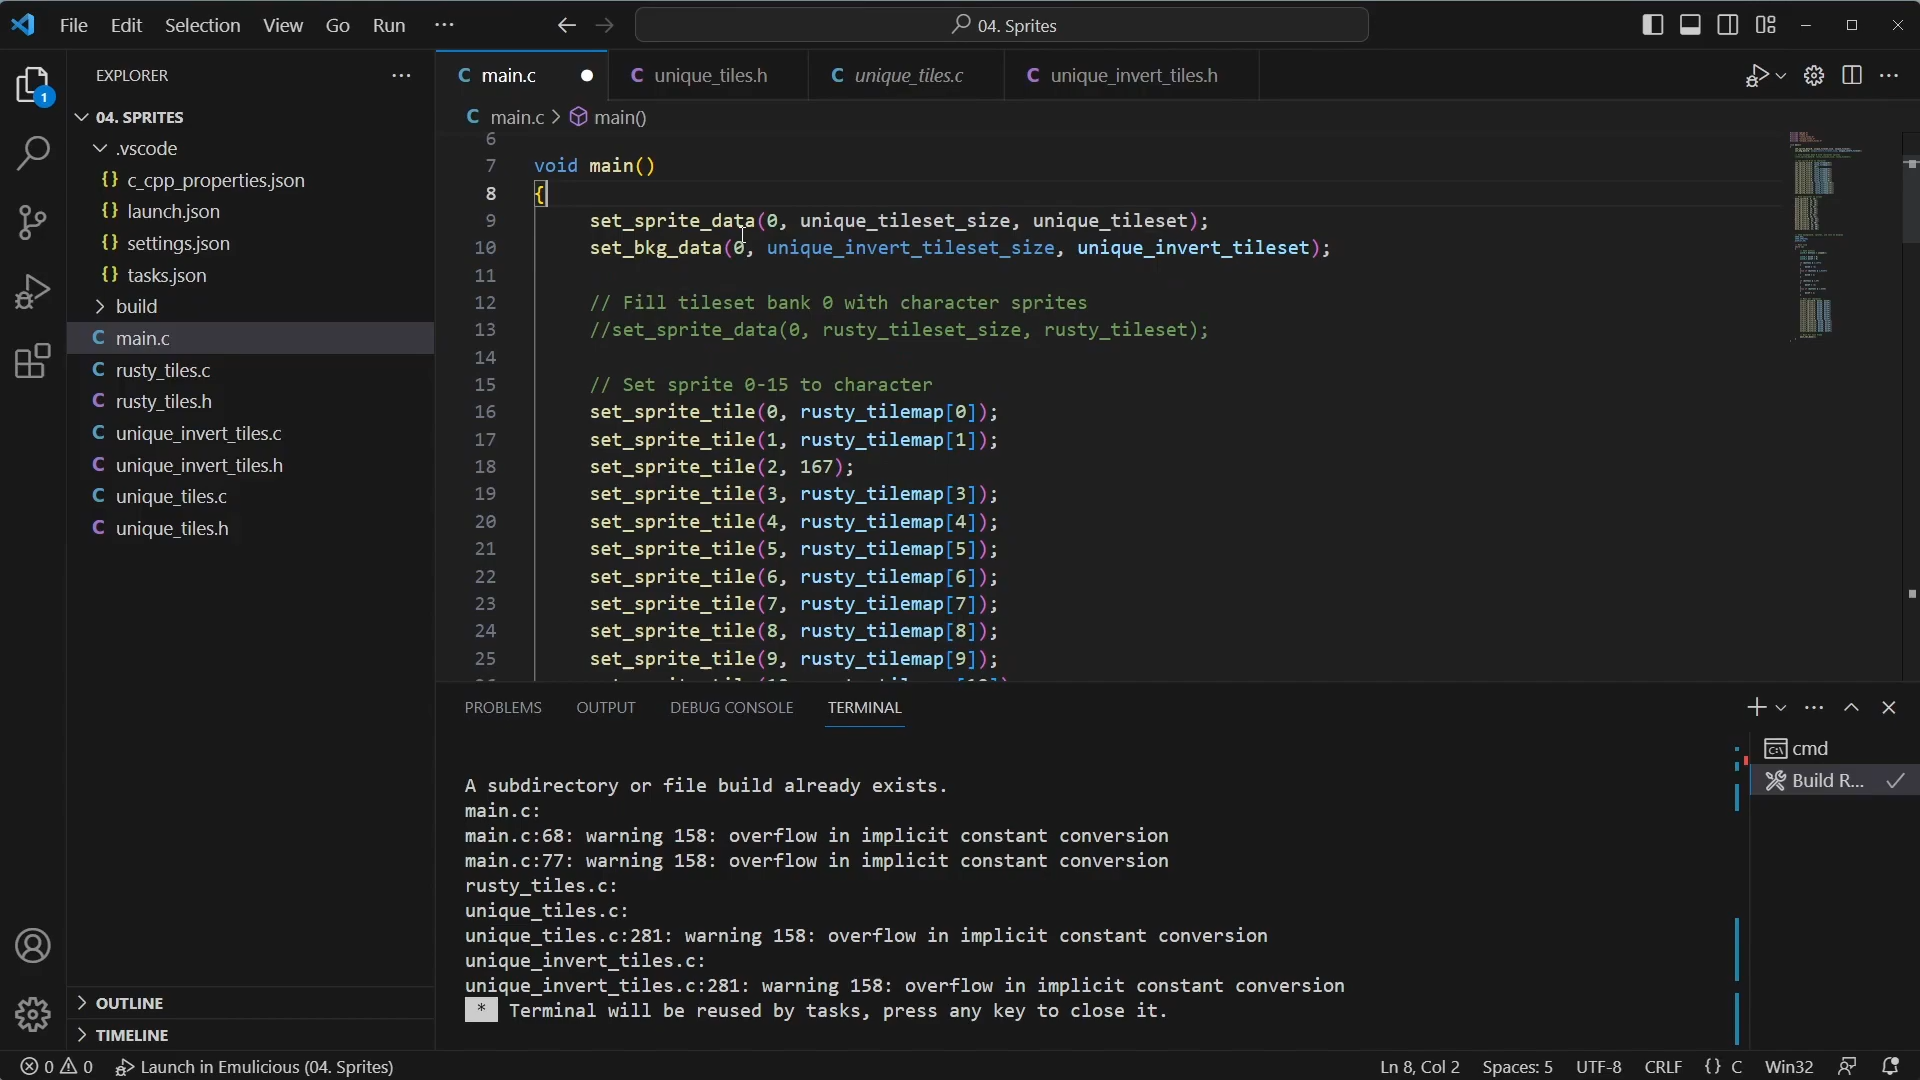 File Edit Selection View Go Run ···
04. Sprites
EXPLORER
04. SPRITES
.vscode
{} c_cpp_properties.json
{} launch.json
{} settings.json
{} tasks.json
build
C main.c
C rusty_tiles.c
C rusty_tiles.h
C unique_invert_tiles.c
C unique_invert_tiles.h
C unique_tiles.c
C unique_tiles.h
OUTLINE
TIMELINE
1
C main.c C unique_tiles.h C unique_tiles.c C unique_invert_tiles.h
C main.c > main()
6
7 void main()
8 {
9 set_sprite_data(0, unique_tileset_size, unique_tileset);
10 set_bkg_data(0, unique_invert_tileset_size, unique_invert_tileset);
11
12 // Fill tileset bank 0 with character sprites
13 //set_sprite_data(0, rusty_tileset_size, rusty_tileset);
14
15 // Set sprite 0-15 to character
16 set_sprite_tile(0, rusty_tilemap[0]);
17 set_sprite_tile(1, rusty_tilemap[1]);
18 set_sprite_tile(2, 167);
19 set_sprite_tile(3, rusty_tilemap[3]);
20 set_sprite_tile(4, rusty_tilemap[4]);
21 set_sprite_tile(5, rusty_tilemap[5]);
22 set_sprite_tile(6, rusty_tilemap[6]);
23 set_sprite_tile(7, rusty_tilemap[7]);
24 set_sprite_tile(8, rusty_tilemap[8]);
25 set_sprite_tile(9, rusty_tilemap[9]);
PROBLEMS OUTPUT DEBUG CONSOLE TERMINAL
cmd
Build R...
A subdirectory or file build already exists.
main.c:
main.c:68: warning 158: overflow in implicit constant conversion
main.c:77: warning 158: overflow in implicit constant conversion
rusty_tiles.c:
unique_tiles.c:
unique_tiles.c:281: warning 158: overflow in implicit constant conversion
unique_invert_tiles.c:
unique_invert_tiles.c:281: warning 158: overflow in implicit constant conversion
* Terminal will be reused by tasks, press any key to close it.
0 0 Launch in Emulicious (04. Sprites) Ln 8, Col 2 Spaces: 5 UTF-8 CRLF {} C Win32